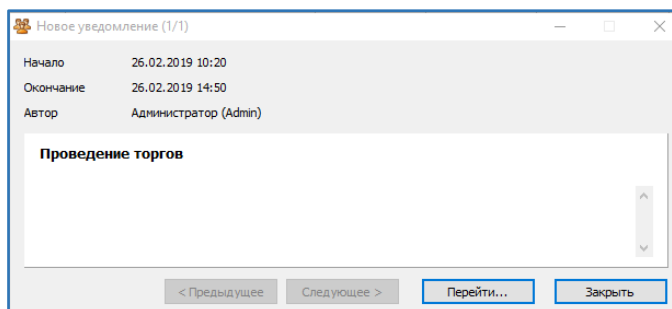 Новое уведомление (1/1)
Начало 26.02.2019 10:20
Окончание 26.02.2019 14:50
Автор Администратор (Admin)
Проведение торгов
< Предыдущее Следующее > Перейти... Закрыть